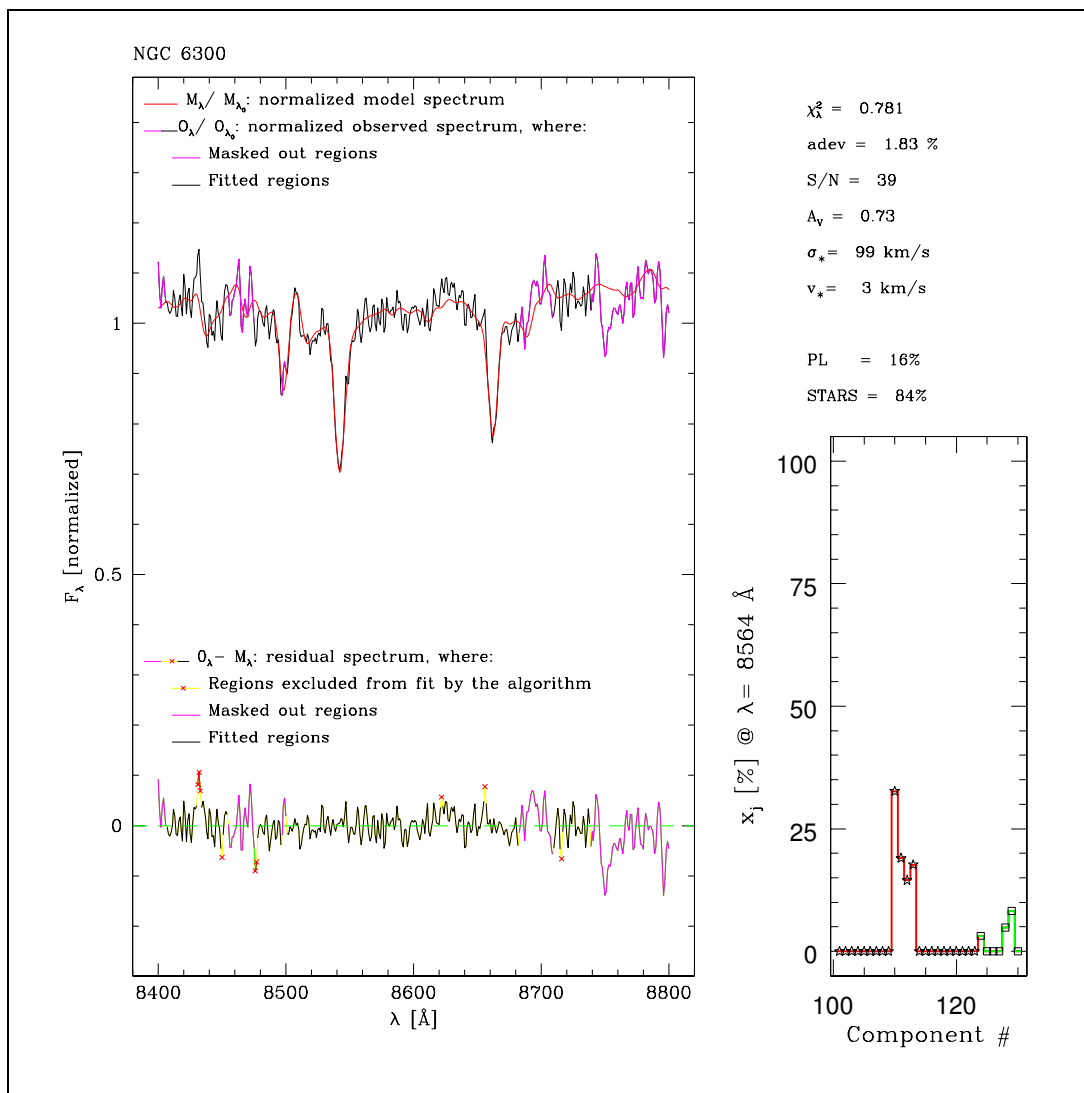 NGC 6300
M_λ/ M_λ₀: normalized model spectrum
O_λ/ O_λ₀: normalized observed spectrum, where:
Masked out regions
Fitted regions
1
0.5
0
F_λ [normalized]
O_λ− M_λ: residual spectrum, where:
Regions excluded from fit by the algorithm
Masked out regions
Fitted regions
8400 8500 8600 8700 8800
λ [Å]
χ²_λ = 0.781
adev = 1.83 %
S/N = 39
A_V = 0.73
σ_*= 99 km/s
v_*= 3 km/s
PL = 16%
STARS = 84%
100
75
50
25
0
x_j [%] @ λ= 8564 Å
100 120
Component #